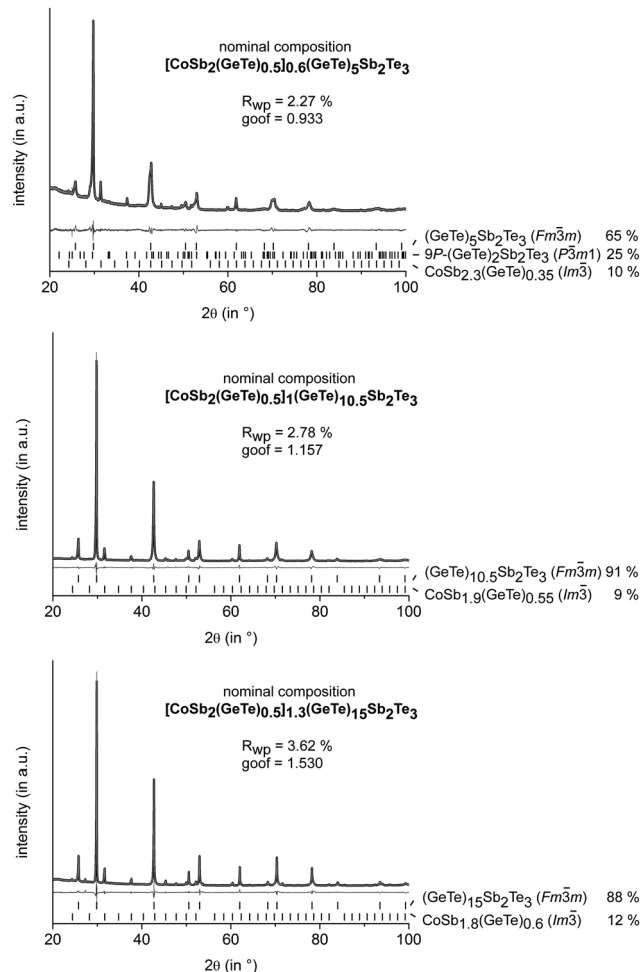 nominal composition
[CoSb2(GeTe)0.5]0.6(GeTe)5Sb2Te3
Rwp = 2.27 %
goof = 0.933
intensity (in a.u.)
(GeTe)5Sb2Te3 (Fm3̅m) 65 %
9P-(GeTe)2Sb2Te3 (P3̅m1) 25 %
CoSb2.3(GeTe)0.35 (Im3̅) 10 %
20 40 60 80 100
2θ (in °)
nominal composition
[CoSb2(GeTe)0.5]1(GeTe)10.5Sb2Te3
Rwp = 2.78 %
goof = 1.157
intensity (in a.u.)
(GeTe)10.5Sb2Te3 (Fm3̅m) 91 %
CoSb1.9(GeTe)0.55 (Im3̅) 9 %
20 40 60 80 100
2θ (in °)
nominal composition
[CoSb2(GeTe)0.5]1.3(GeTe)15Sb2Te3
Rwp = 3.62 %
goof = 1.530
intensity (in a.u.)
(GeTe)15Sb2Te3 (Fm3̅m) 88 %
CoSb1.8(GeTe)0.6 (Im3̅) 12 %
20 40 60 80 100
2θ (in °)